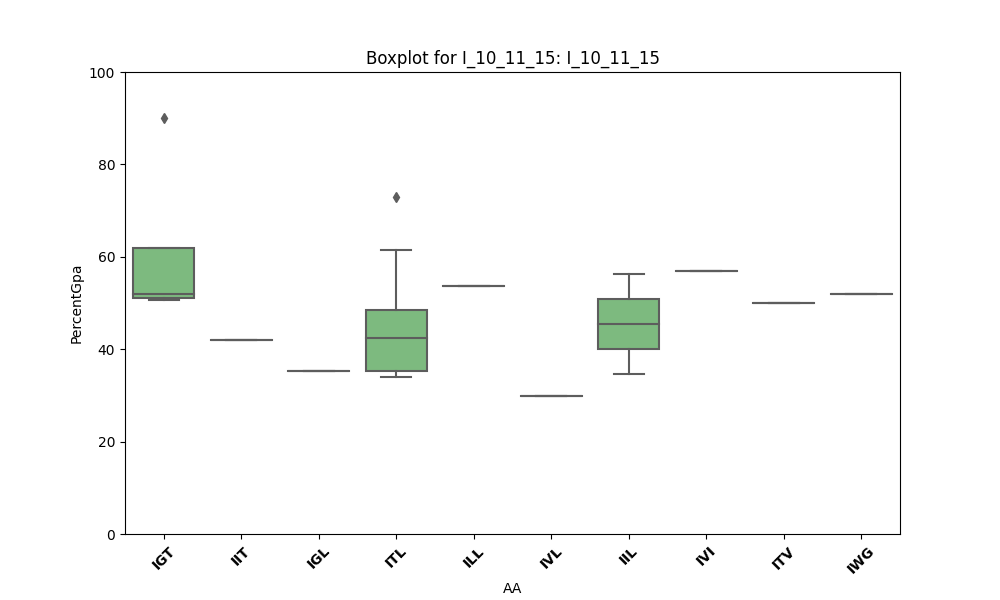 Boxplot for I_10_11_15: I_10_11_15
100
80
60
40
20
0
PercentGpa
IGT IIT IGL ITL ILL IVL IIL IVI ITV IWG
AA